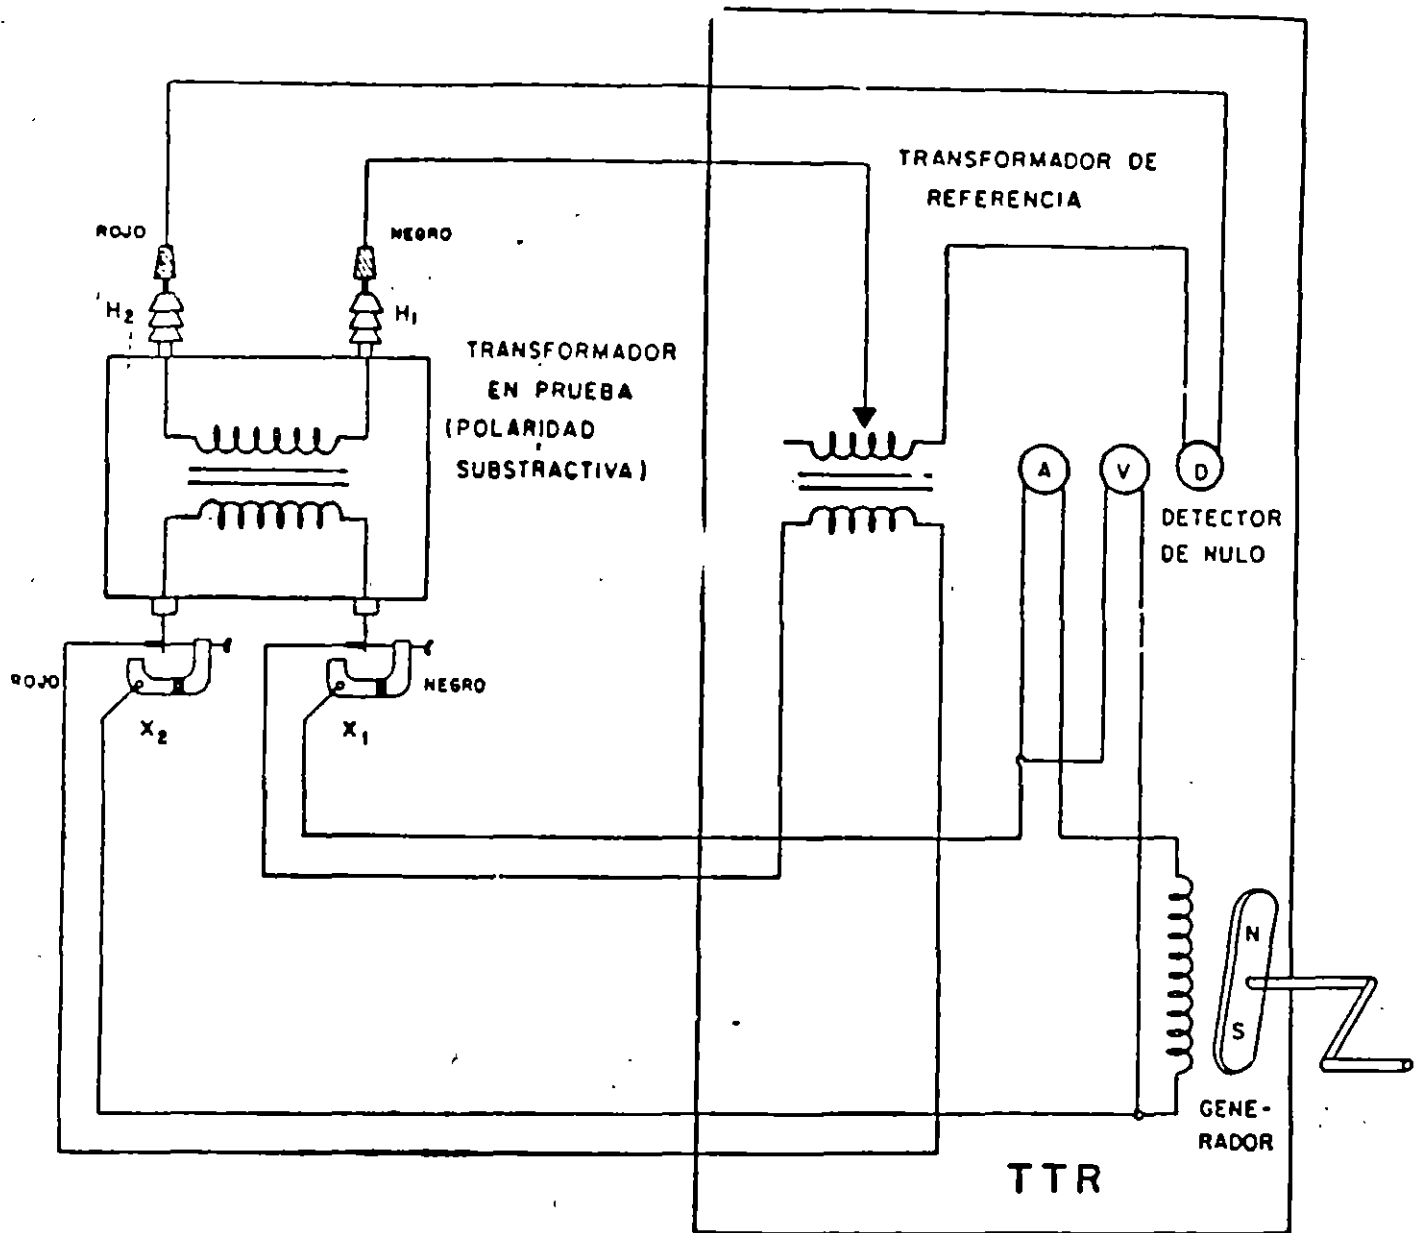 TRANSFORMADOR DE
REFERENCIA
ROJO
NEGRO
H2
H1
TRANSFORMADOR
EN PRUEBA
(POLARIDAD
SUBSTRACTIVA)
A
V
D
DETECTOR
DE NULO
ROJO
NEGRO
X2
X1
N
S
GENE-
RADOR
TTR